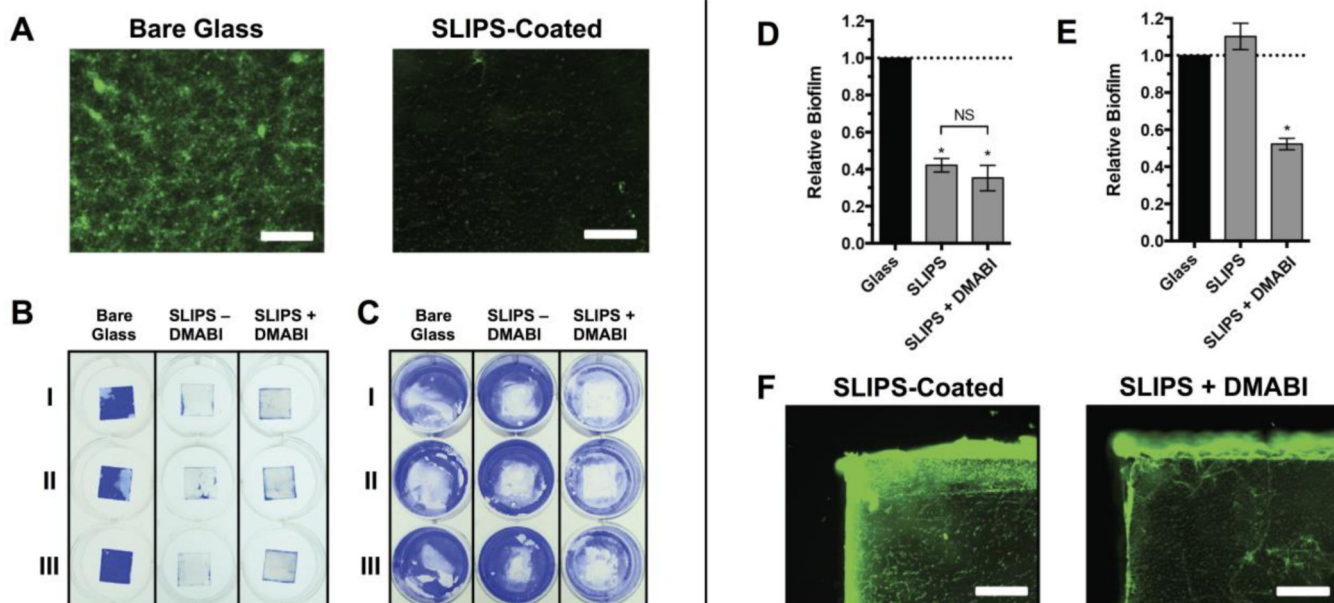 A
Bare Glass
SLIPS-Coated
B
Bare
Glass
SLIPS –
DMABI
SLIPS +
DMABI
I
II
III
C
Bare
Glass
SLIPS –
DMABI
SLIPS +
DMABI
I
II
III
D
Relative Biofilm
1.2
1.0
0.8
0.6
0.4
0.2
0.0
NS
*
*
Glass
SLIPS
SLIPS + DMABI
E
Relative Biofilm
1.2
1.0
0.8
0.6
0.4
0.2
0.0
*
Glass
SLIPS
SLIPS + DMABI
F
SLIPS-Coated
SLIPS + DMABI